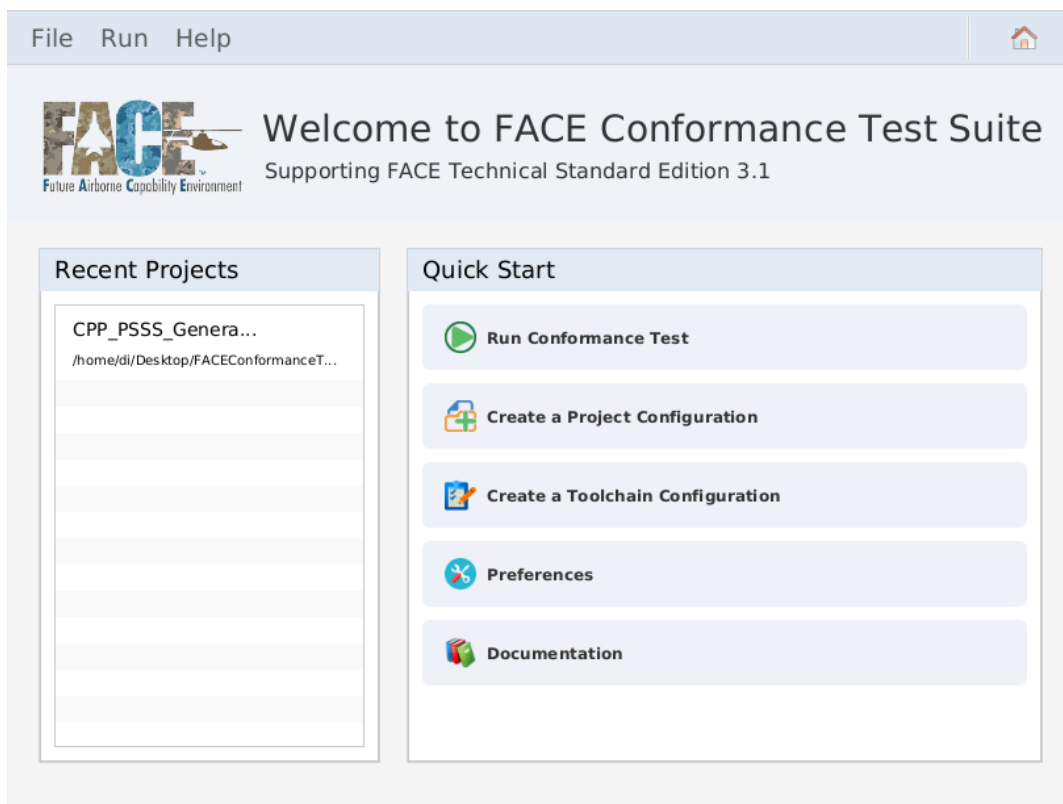 File Run Help
FACE
TM
Future Airborne Capability Environment
Welcome to FACE Conformance Test Suite
Supporting FACE Technical Standard Edition 3.1
Recent Projects
CPP_PSSS_Genera...
/home/di/Desktop/FACEConformanceT...
Quick Start
Run Conformance Test
Create a Project Configuration
Create a Toolchain Configuration
Preferences
Documentation